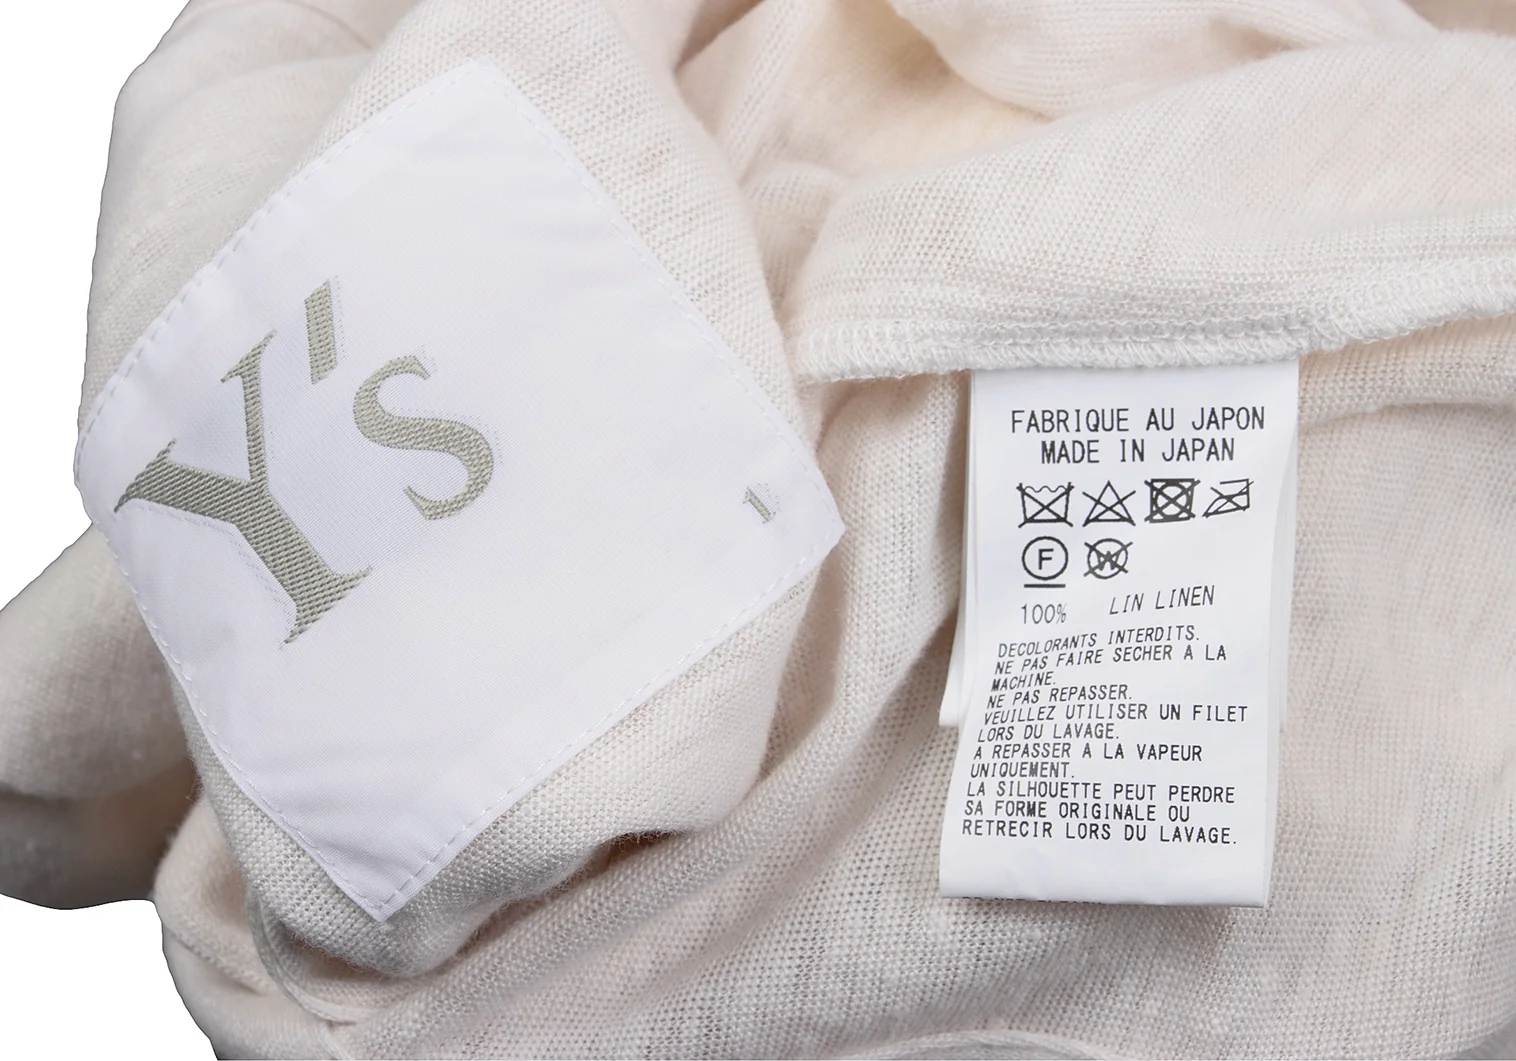 Y's
1
FABRIQUE AU JAPON
MADE IN JAPAN
F
W
100% LIN LINEN
DECOLORANTS INTERDITS.
NE PAS FAIRE SECHER A LA
MACHINE.
NE PAS REPASSER.
VEUILLEZ UTILISER UN FILET
LORS DU LAVAGE.
A REPASSER A LA VAPEUR
UNIQUEMENT.
LA SILHOUETTE PEUT PERDRE
SA FORME ORIGINALE OU
RETRECIR LORS DU LAVAGE.